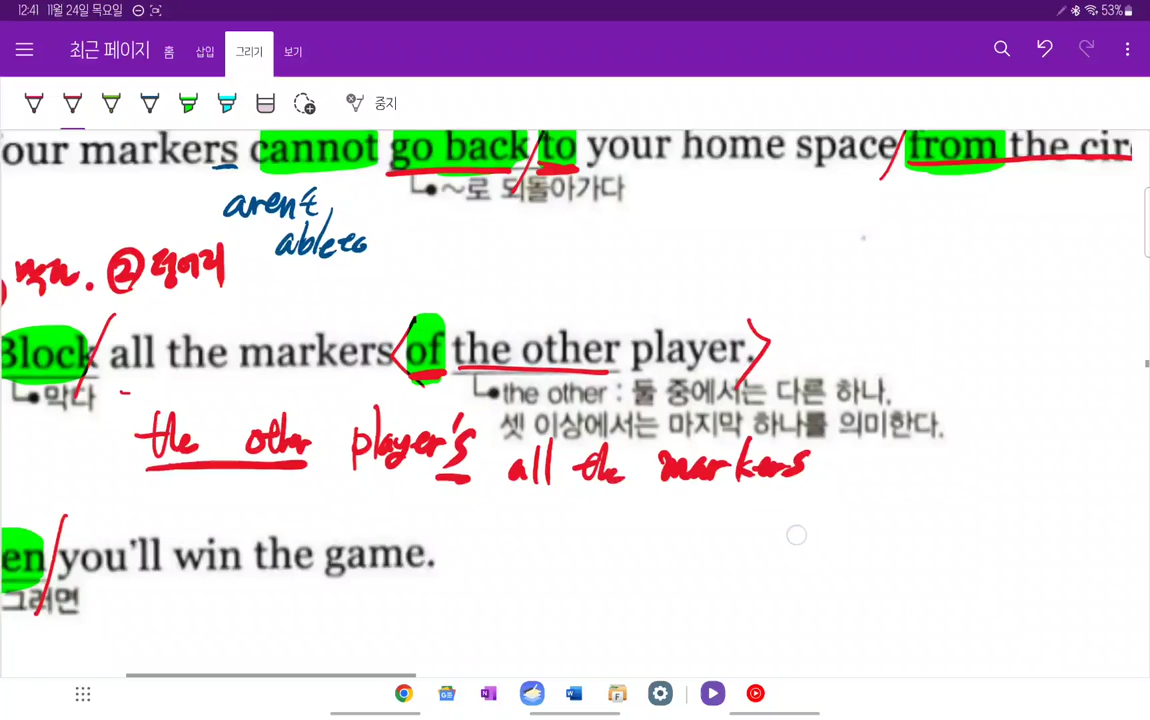 12:41 11월 24일 목요일 53%
최근 페이지 홈 삽입 그리기 보기
중지
our markers cannot go back to your home space from the cir
~로 되돌아가다
aren't
able to
. ② 덩어리
Block all the markers of the other player.
막다
the other : 둘 중에서는 다른 하나,
셋 이상에서는 마지막 하나를 의미한다.
the other player's all the markers
en you'll win the game.
그러면